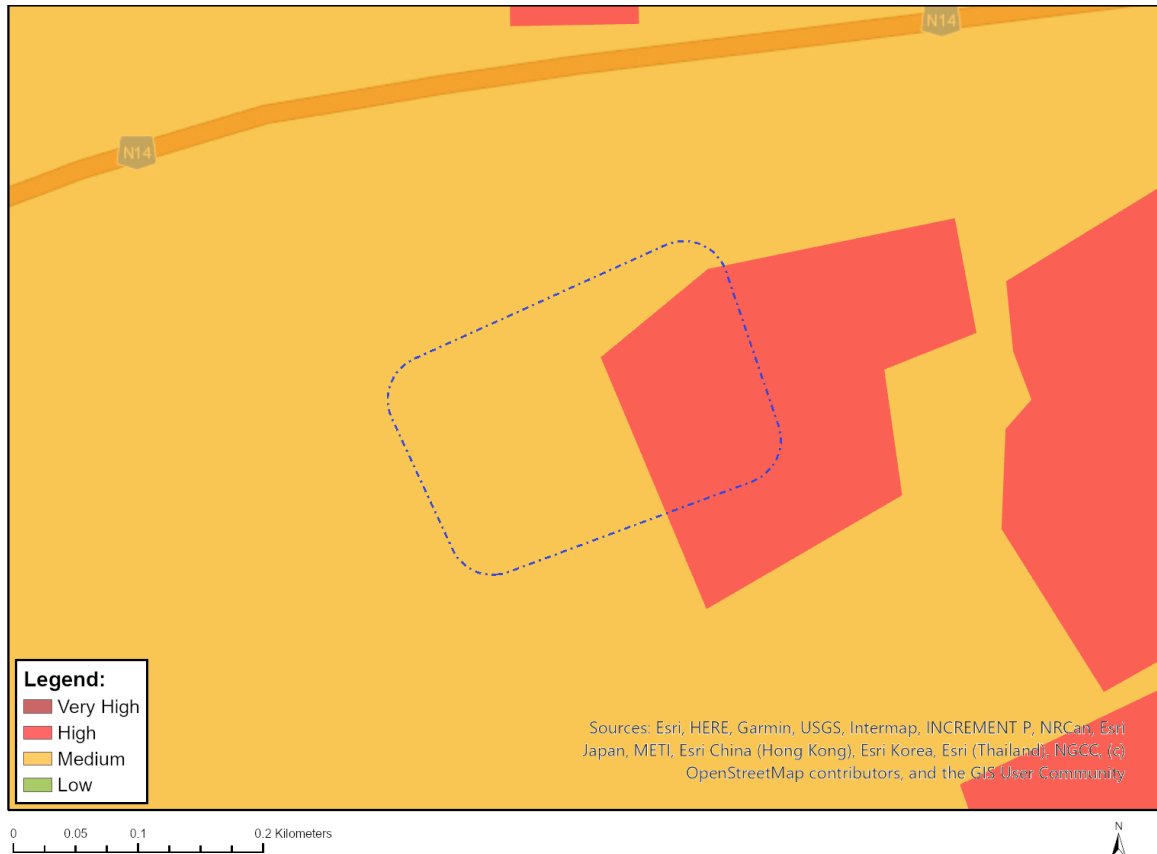 N14
N14
Legend:
Very High
High
Medium
Low
Sources: Esri, HERE, Garmin, USGS, Intermap, INCREMENT P, NRCan, Esri
Japan, METI, Esri China (Hong Kong), Esri Korea, Esri (Thailand), NGCC, (c)
OpenStreetMap contributors, and the GIS User Community
0 0.05 0.1 0.2 Kilometers
N